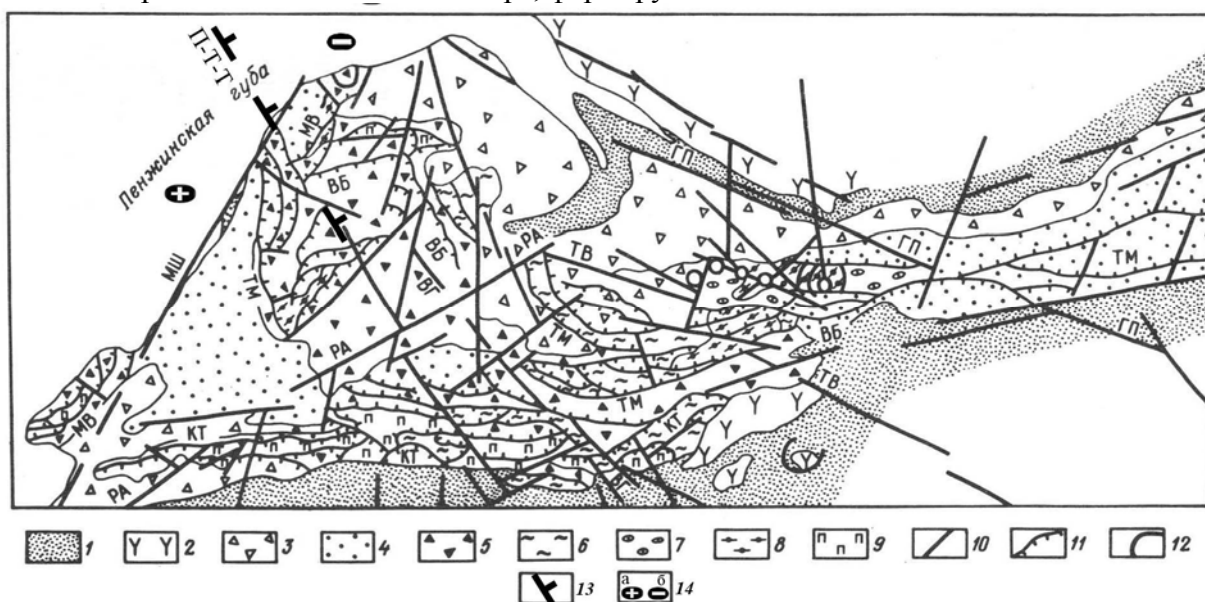 П-Т-Т
губа
Пенжинская
МВ
ВБ
ВБ
ВГ
МШ
ТМ
РА
РА
ТВ
ГП
ГП
ТМ
ГП
ТМ
ВБ
ТВ
ТМ
КТ
МВ
КТ
КТ
РА
1 2 3 4 5 6 7 8 9 10 11 12
13 а б 14